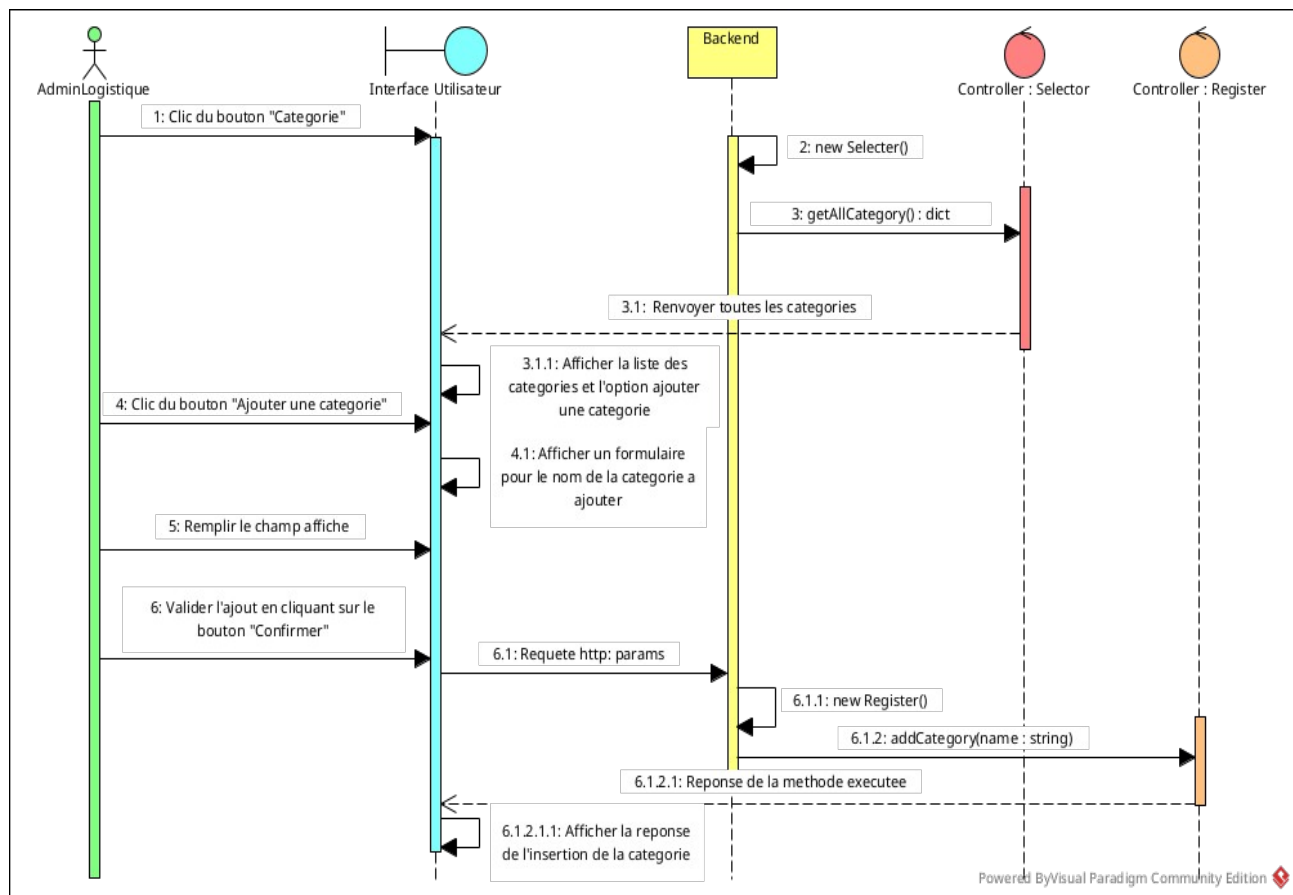 Backend
AdminLogistique
Interface Utilisateur
Controller : Selector
Controller : Register
1: Clic du bouton "Categorie"
2: new Selecter()
3: getAllCategory() : dict
3.1:  Renvoyer toutes les categories
3.1.1: Afficher la liste des
categories et l'option ajouter
une categorie
4: Clic du bouton "Ajouter une categorie"
4.1: Afficher un formulaire
pour le nom de la categorie a
ajouter
5: Remplir le champ affiche
6: Valider l'ajout en cliquant sur le
bouton "Confirmer"
6.1: Requete http: params
6.1.1: new Register()
6.1.2: addCategory(name : string)
6.1.2.1: Reponse de la methode executee
6.1.2.1.1: Afficher la reponse
de l'insertion de la categorie
Powered ByVisual Paradigm Community Edition